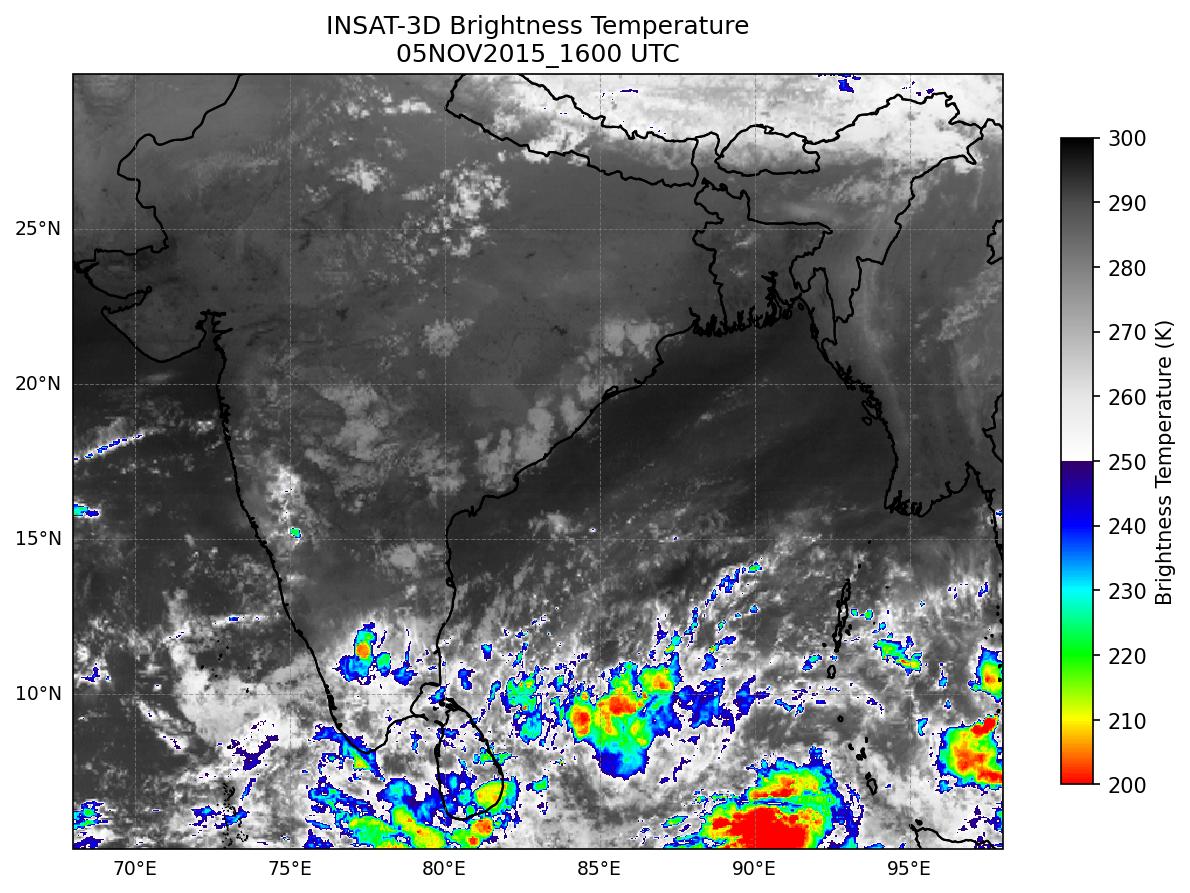 INSAT-3D Brightness Temperature
05NOV2015_1600 UTC
25°N
20°N
15°N
10°N
70°E
75°E
80°E
85°E
90°E
95°E
300
290
280
270
260
250
240
230
220
210
200
Brightness Temperature (K)